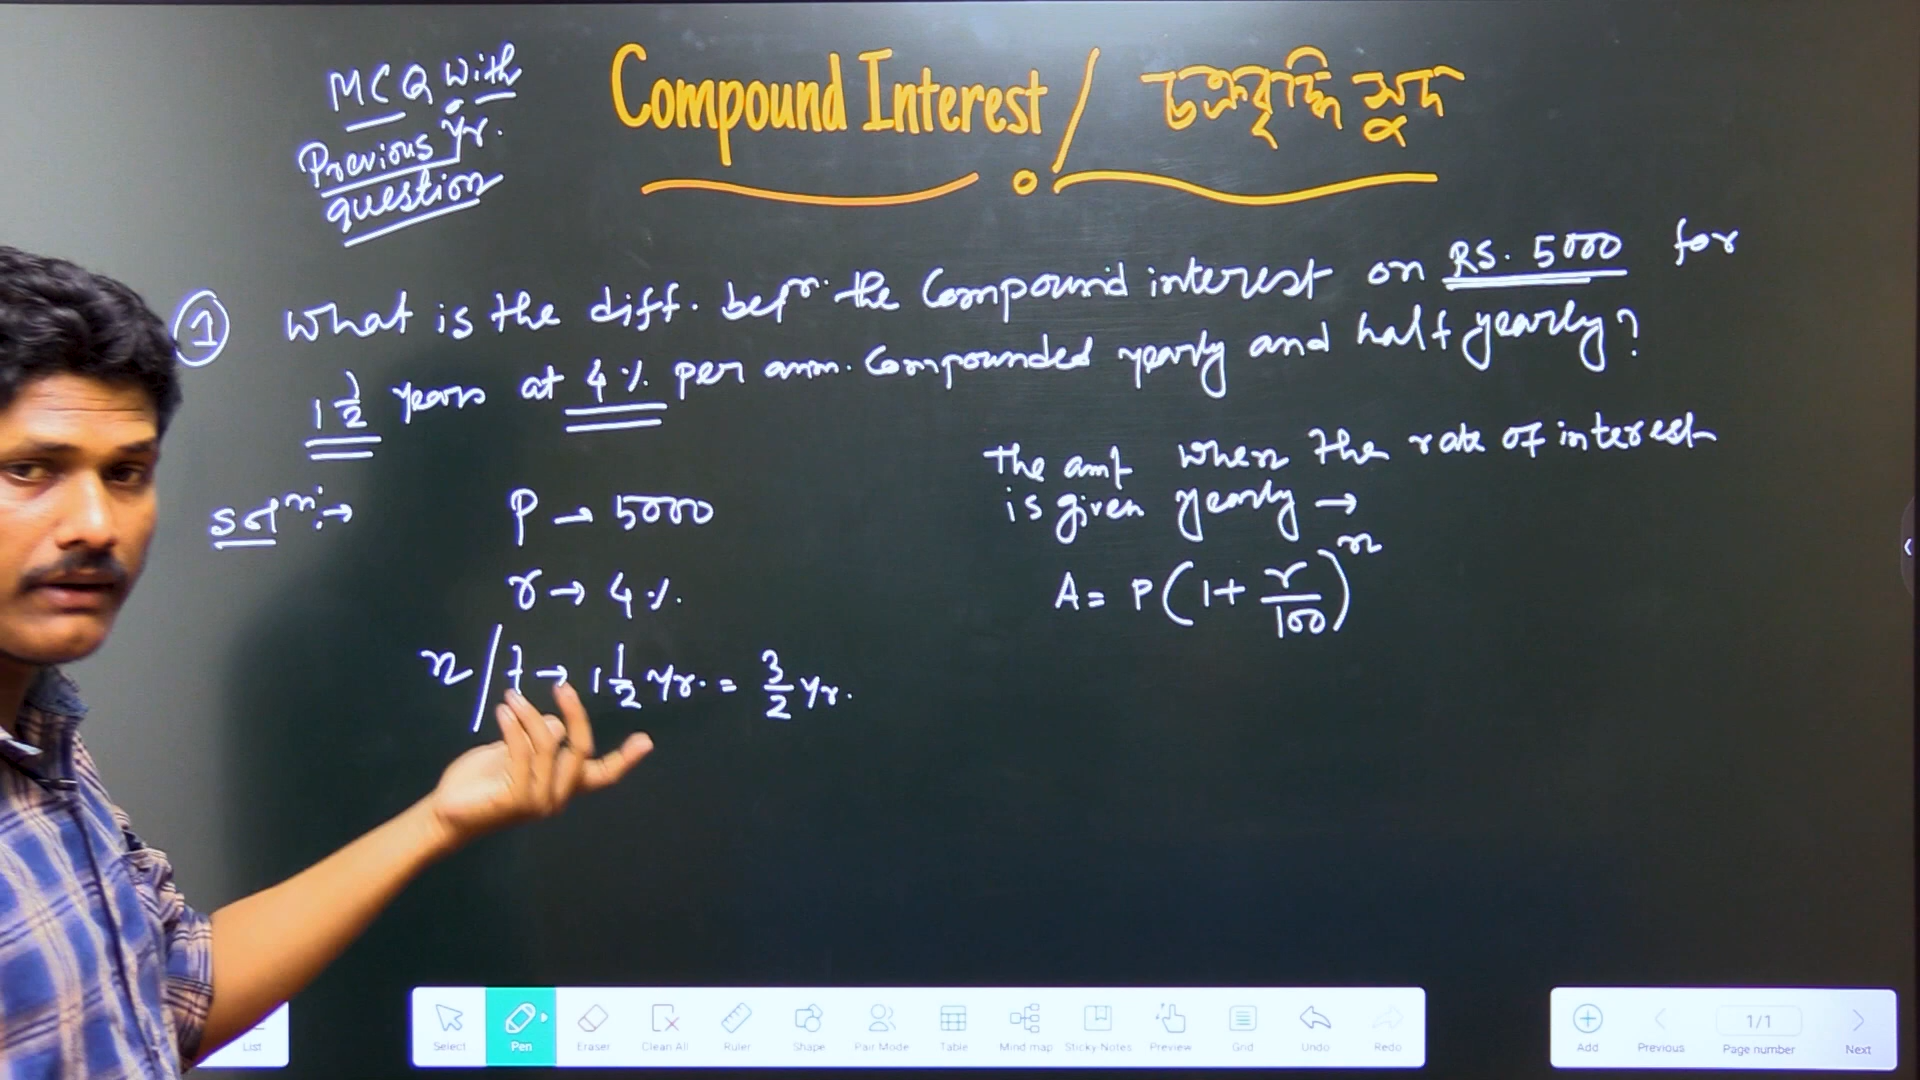 MCQ with
Previous yr.
question
Compound Interest / চক্রবৃদ্ধি সুদ
① What is the diff. betn. the Compound interest on RS. 5000 for
1 1/2 years at 4% per ann. Compounded yearly and half yearly?
Solⁿ:→
P → 5000
r → 4%.
n/t → 1 1/2 yr. = 3/2 yr.
The amt when the rate of interest
is given yearly →
A = P(1 + r/100)ⁿ
List
Select Pen Eraser Clean All Ruler Shape Pair Mode Table Mind map Sticky Notes Preview Grid Undo Redo
Add Previous 1/1 Page number Next